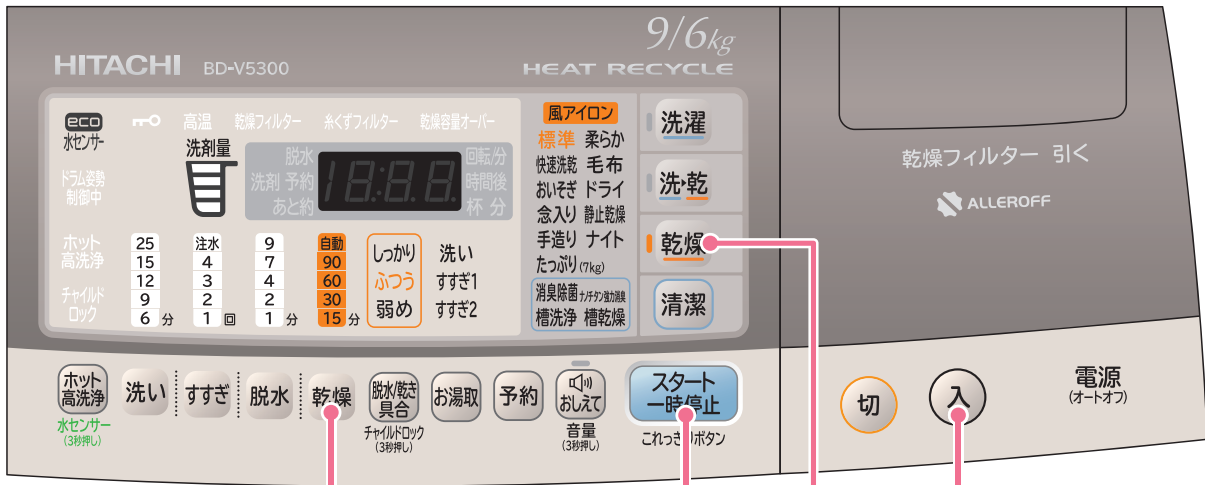 9/6kg
HITACHI BD-V5300
HEAT RECYCLE
eco
水センサー
高温 乾燥フィルター 糸くずフィルター 乾燥容量オーバー
洗剤量
ドラム姿勢
制御中
脱水 回転/分
洗剤 予約 18:88 時間後
あと約 杯 分
ホット
高洗浄
チャイルド
ロック
25 注水 9 自動
15 4 7 90
12 3 4 60
9 2 2 30
6分 1回 1分 15分
しっかり 洗い
ふつう すすぎ1
弱め すすぎ2
風アイロン
標準 柔らか
快速洗乾 毛布
おいそぎ ドライ
念入り 静止乾燥
手造り ナイト
たっぷり(7kg)
消臭除菌 ナノチタン強力消臭
槽洗浄 槽乾燥
洗濯
洗・乾
乾燥
清潔
乾燥フィルター 引く
ALLEROFF
ホット
高洗浄
水センサー
(3秒押し)
洗い
すすぎ
脱水
乾燥
脱水/乾き
具合
チャイルドロック
(3秒押し)
お湯取
予約
おしえて
音量
(3秒押し)
スタート
一時停止
これっきりボタン
切
入
電源
(オートオフ)